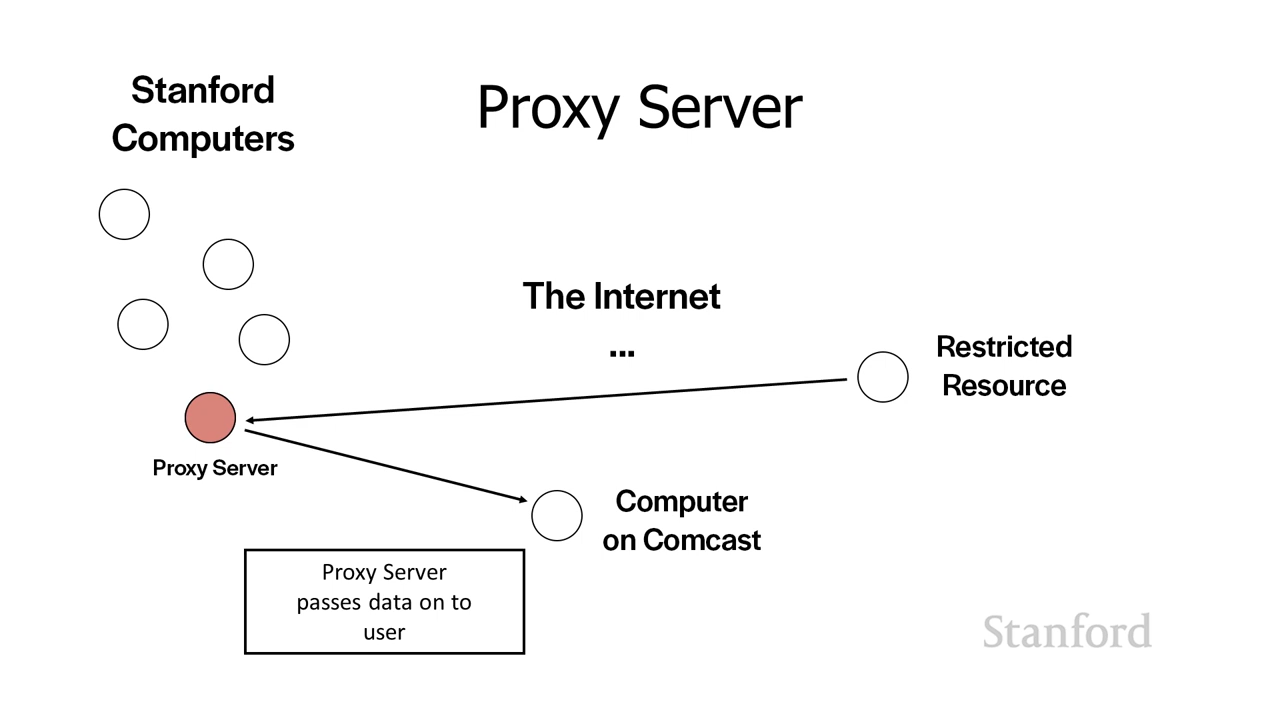 Stanford
Computers
Proxy Server
The Internet
...
Restricted
Resource
Proxy Server
Computer
on Comcast
Proxy Server
passes data on to
user
Stanford